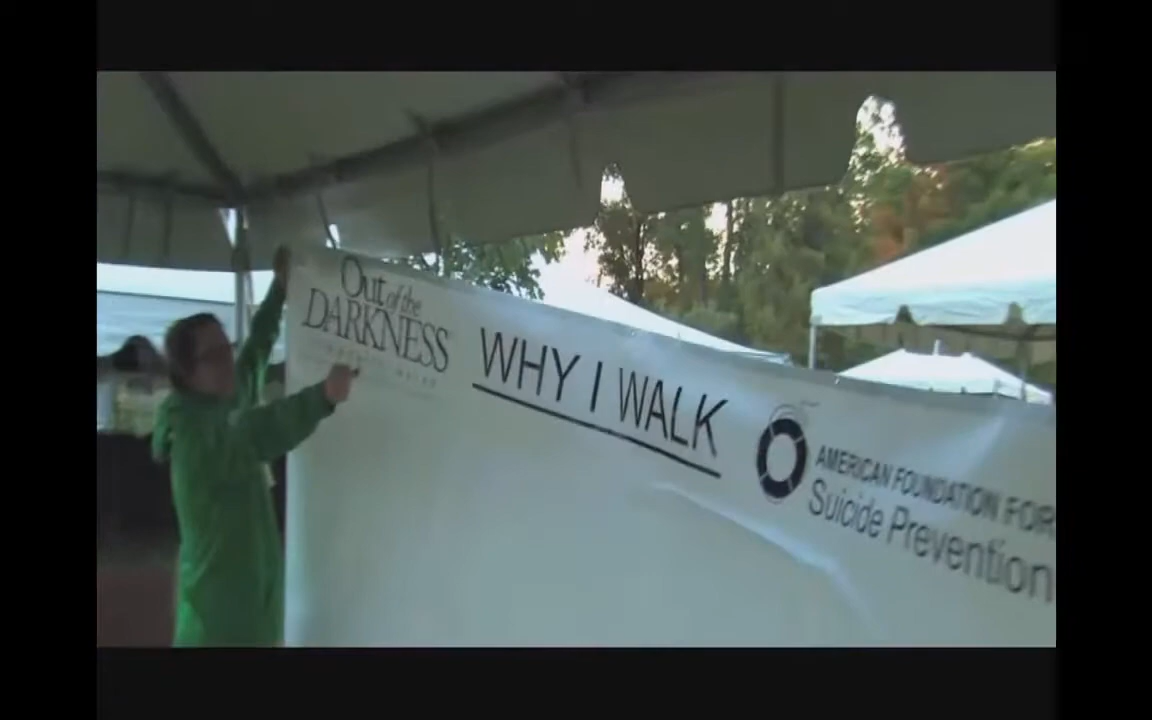 Out of the
DARKNESS
WHY I WALK
AMERICAN FOUNDATION FOR
Suicide Prevention